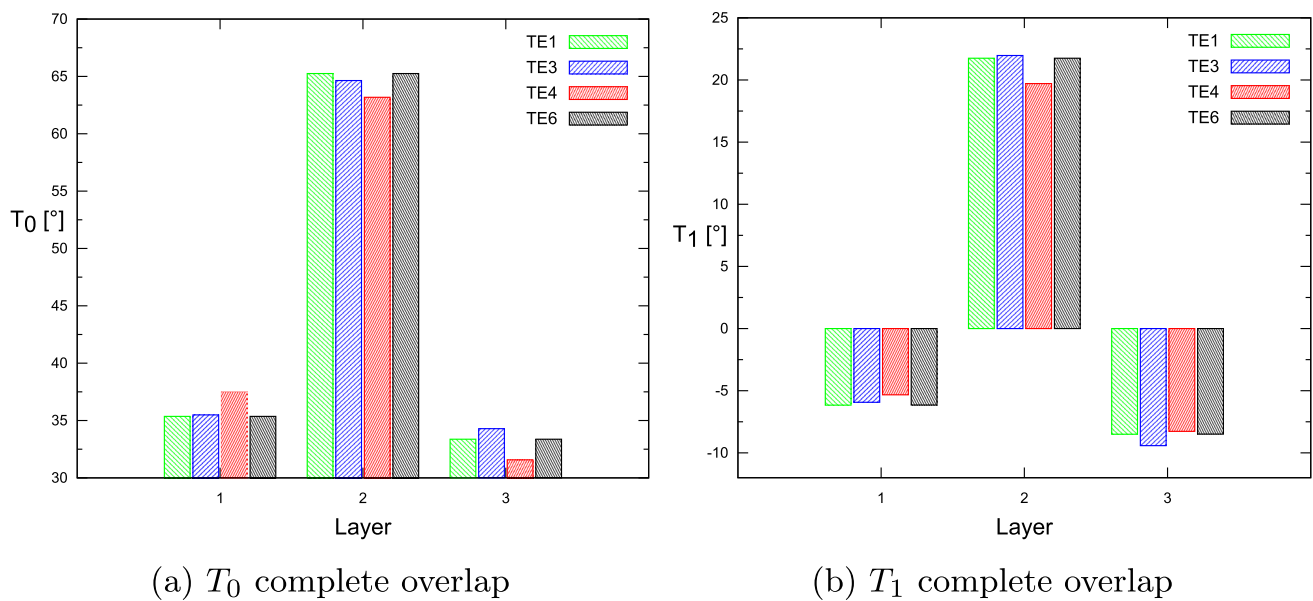 70
65
60
55
50
45
40
35
30
T0 [°]
TE1
TE3
TE4
TE6
1 2 3
Layer
(a) T0 complete overlap
25
20
15
10
5
0
-5
-10
T1 [°]
TE1
TE3
TE4
TE6
1 2 3
Layer
(b) T1 complete overlap